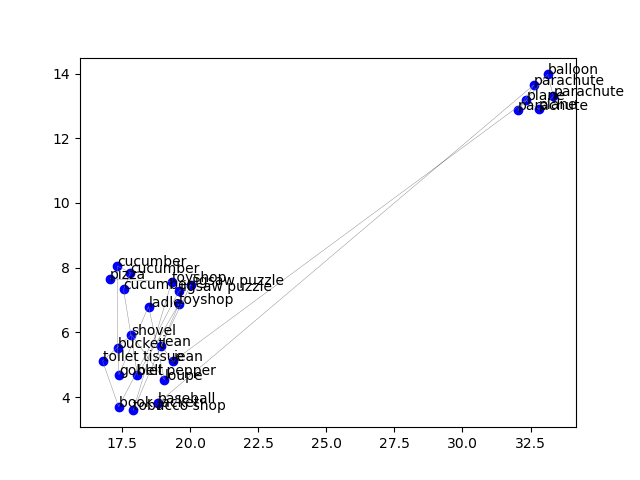 balloon
parachute
parachute
plane
plane
parachute
cucumber
cucumber
pizza
cucumber
toyshop
jigsaw puzzle
jigsaw puzzle
toyshop
ladle
shovel
bucket
jean
toilet tissue
jean
goblet
bell pepper
loupe
baseball
book jacket
tobacco shop
14
12
10
8
6
4
17.5
20.0
22.5
25.0
27.5
30.0
32.5